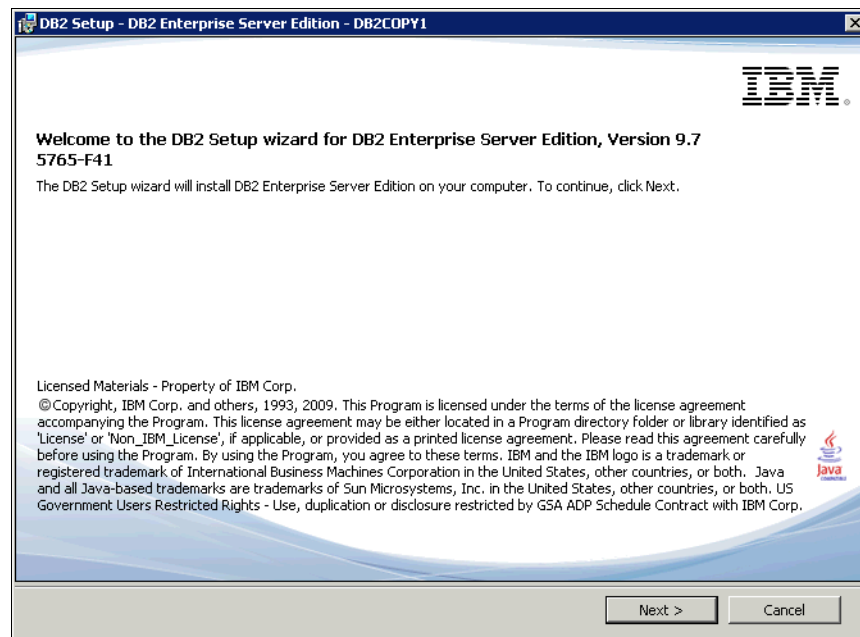 DB2 Setup - DB2 Enterprise Server Edition - DB2COPY1
IBM
Welcome to the DB2 Setup wizard for DB2 Enterprise Server Edition, Version 9.7
5765-F41
The DB2 Setup wizard will install DB2 Enterprise Server Edition on your computer. To continue, click Next.
Licensed Materials - Property of IBM Corp.
©Copyright, IBM Corp. and others, 1993, 2009. This Program is licensed under the terms of the license agreement
accompanying the Program. This license agreement may be either located in a Program directory folder or library identified as
'License' or 'Non_IBM_License', if applicable, or provided as a printed license agreement. Please read this agreement carefully
before using the Program. By using the Program, you agree to these terms. IBM and the IBM logo is a trademark or
registered trademark of International Business Machines Corporation in the United States, other countries, or both. Java
and all Java-based trademarks are trademarks of Sun Microsystems, Inc. in the United States, other countries, or both. US
Government Users Restricted Rights - Use, duplication or disclosure restricted by GSA ADP Schedule Contract with IBM Corp.
Java
COMPATIBLE
Next >
Cancel